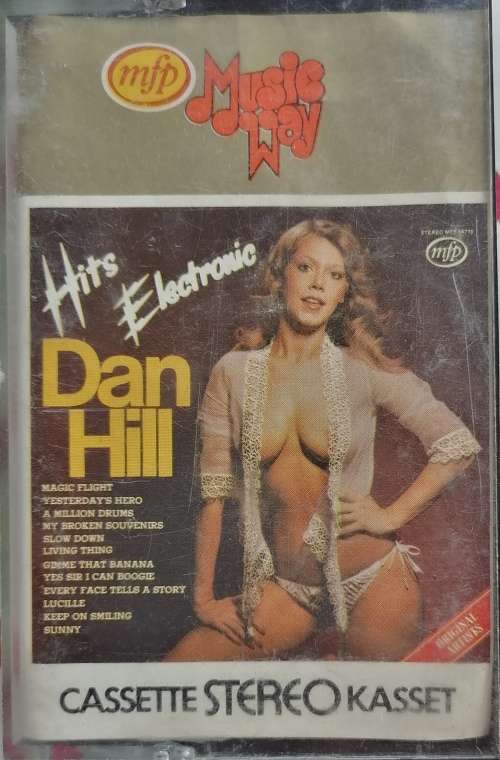 mfp
Music
Way
STEREO
mfp
Hits
Electronic
Dan
Hill
MAGIC FLIGHT
YESTERDAY'S HERO
A MILLION DRUMS
MY BROKEN SOUVENIRS
SLOW DOWN
LIVING THING
GIMME THAT BANANA
YES SIR I CAN BOOGIE
EVERY FACE TELLS A STORY
LUCILLE
KEEP ON SMILING
SUNNY
ORIGINAL
ARTISTS
CASSETTE STEREO KASSET